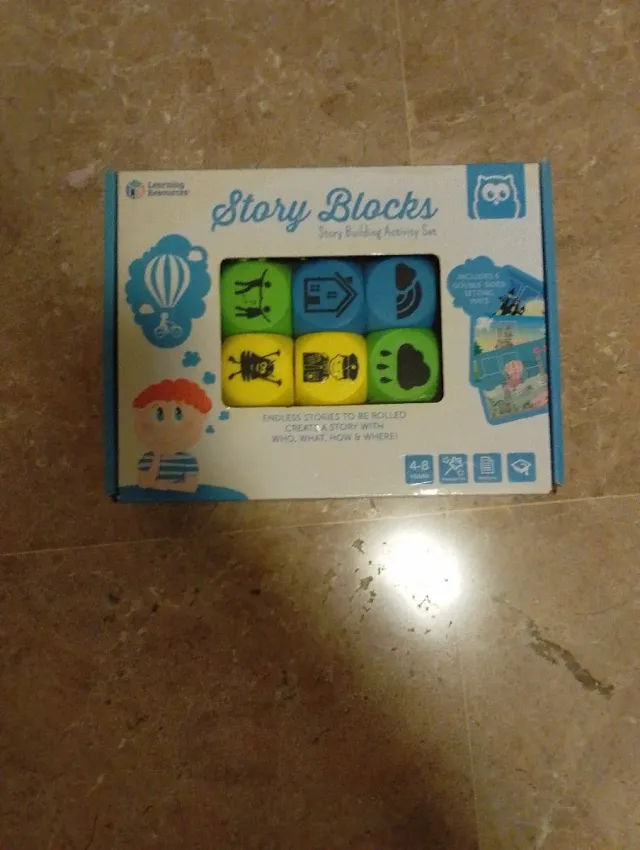 Learning
Resources®
Story Blocks
Story Building Activity Set
INCLUDES 6
DOUBLE-SIDED
SETTING
MATS
ENDLESS STORIES TO BE ROLLED
CREATE A STORY WITH
WHO, WHAT, HOW & WHERE!
4-8
YEARS